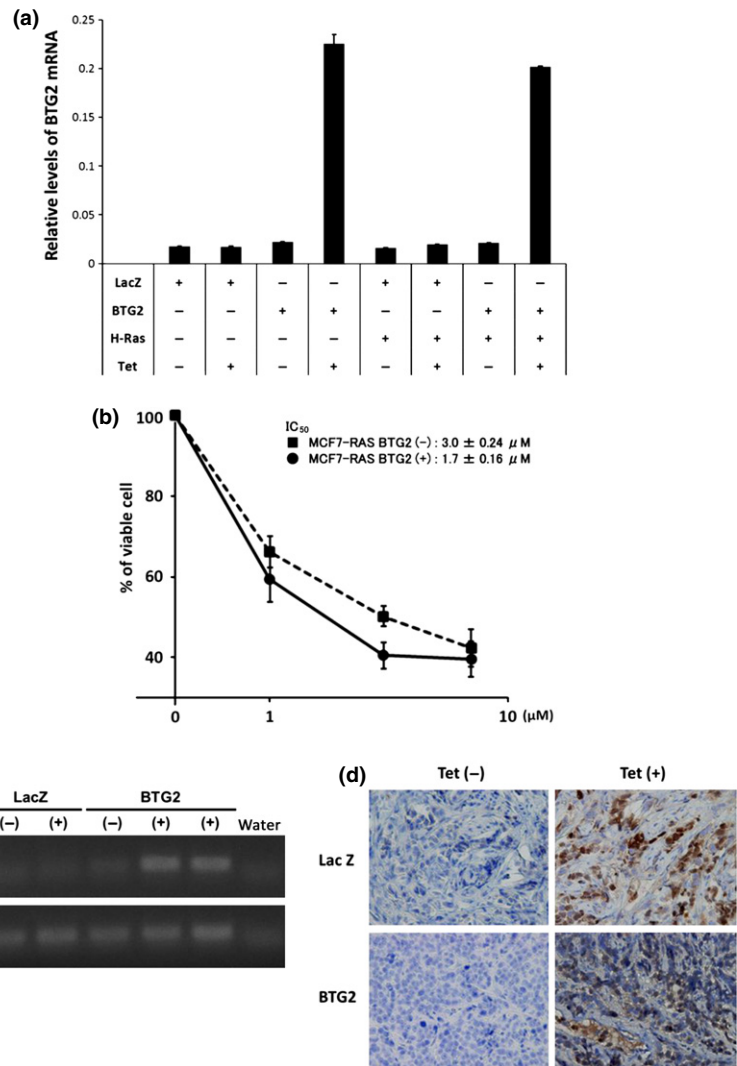 (a)
Relative levels of BTG2 mRNA
0.25
0.2
0.15
0.1
0.05
0
LacZ + + − − + + − −
BTG2 − − + + − − + +
H-Ras − − − − + + + +
Tet − + − + − + − +
(b)
% of viable cell
100
80
60
40
0 1 10 (μM)
IC50
MCF7-RAS BTG2 (−) : 3.0 ± 0.24 μM
MCF7-RAS BTG2 (+) : 1.7 ± 0.16 μM
LacZ BTG2
(−) (+) (−) (+) (+) Water
(d)
Tet (−) Tet (+)
Lac Z
BTG2